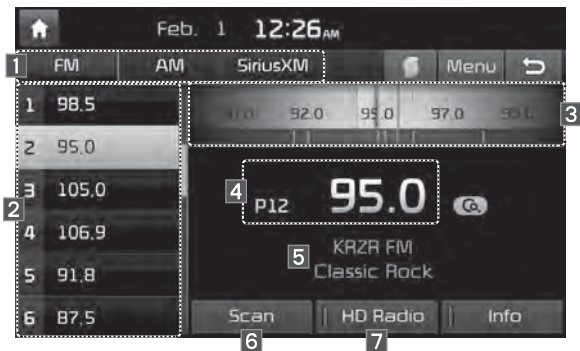 Feb. 1 12:26 AM
1 FM AM SiriusXM Menu
1 98.5
2 95.0
3 105.0
4 106.9
5 91.8
6 87.5
2
92.0 95.0 97.0
3
4 P12 95.0
5 KRZR FM
Classic Rock
Scan HD Radio Info
6 7